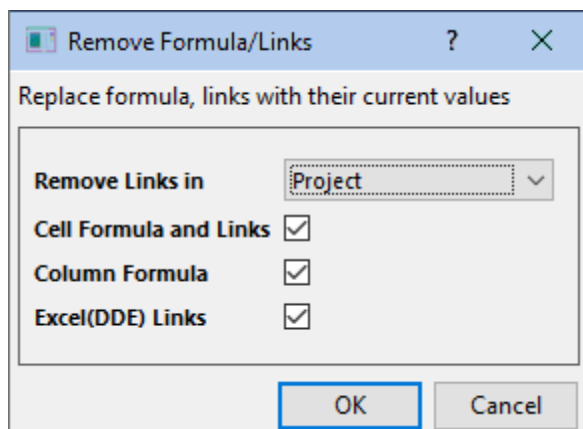 Remove Formula/Links ?
Replace formula, links with their current values
Remove Links in Project
Cell Formula and Links
Column Formula
Excel(DDE) Links
OK Cancel